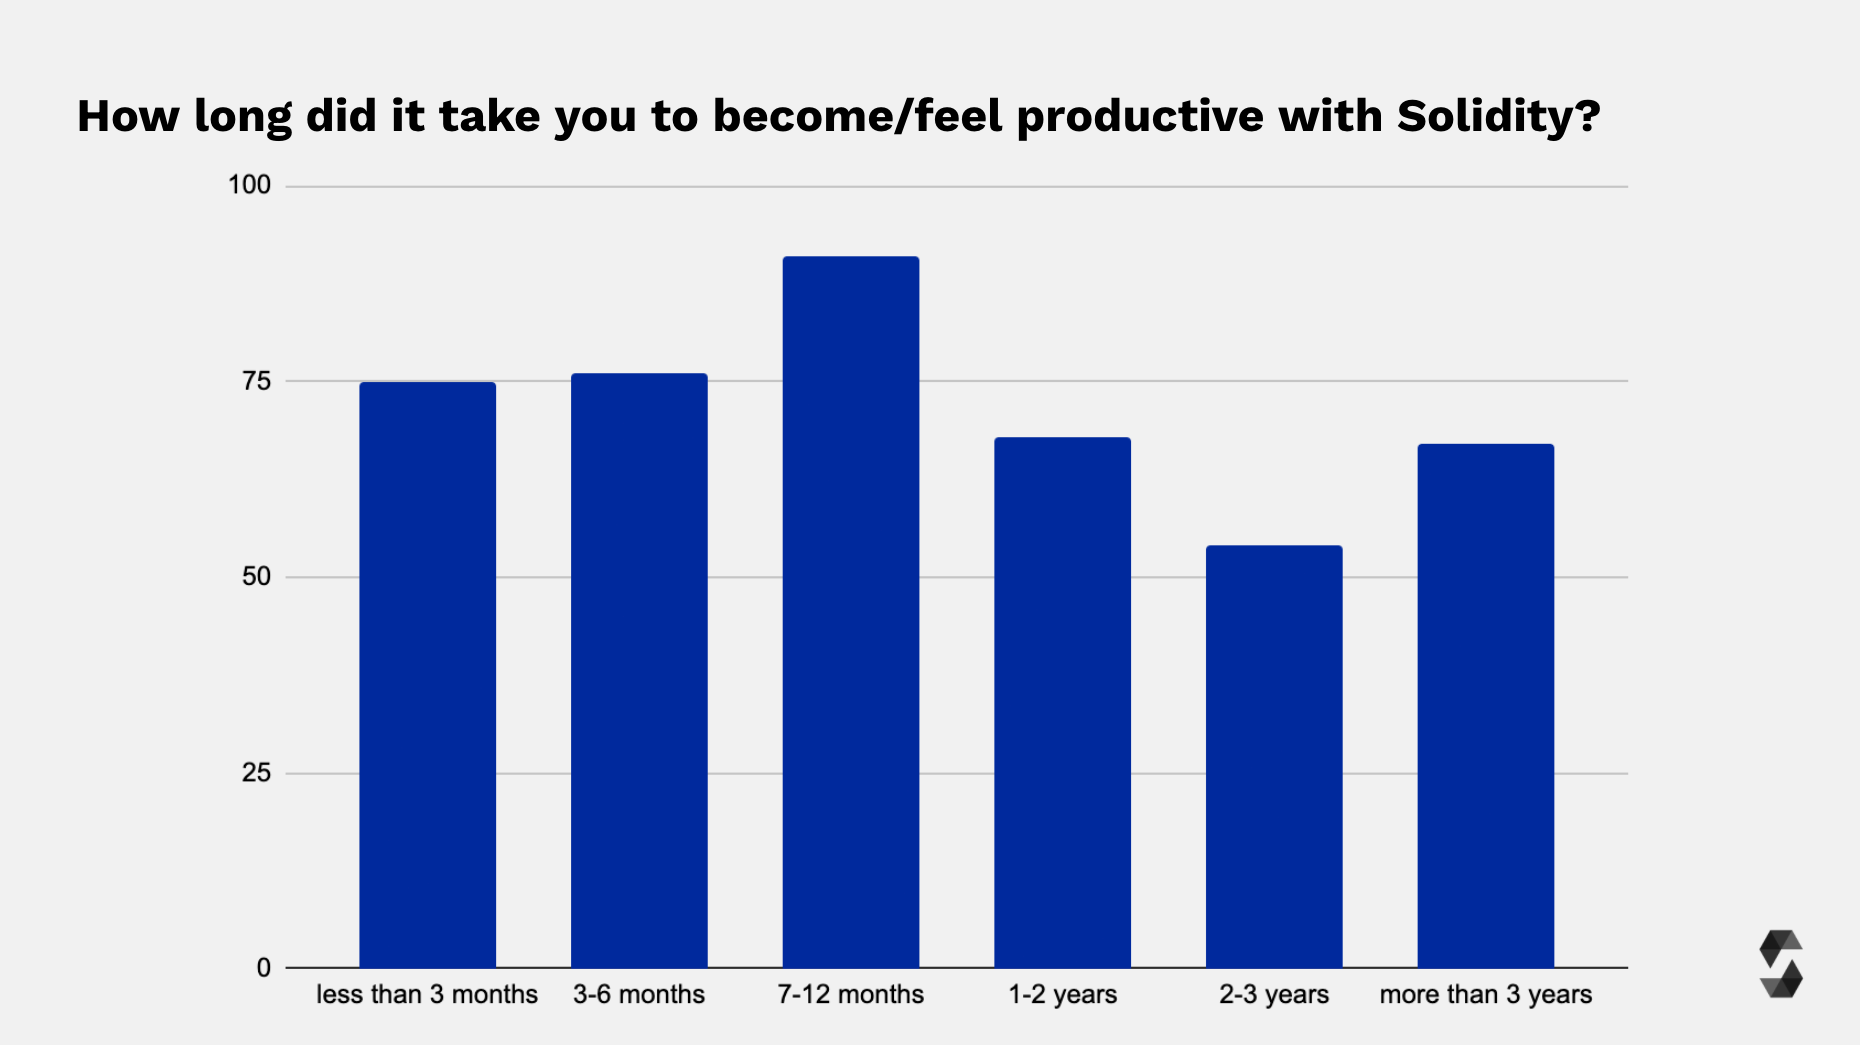 How long did it take you to become/feel productive with Solidity?
100
75
50
25
0
less than 3 months 3-6 months 7-12 months 1-2 years 2-3 years more than 3 years